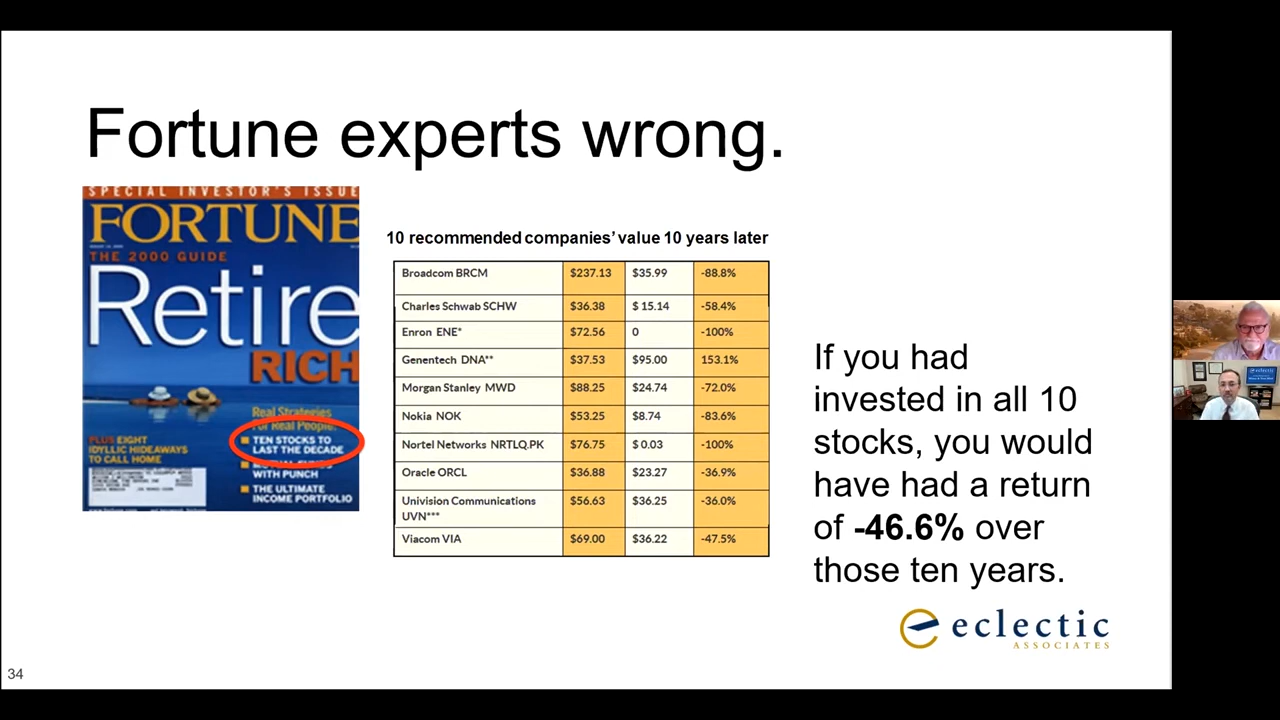 Fortune experts wrong.
SPECIAL INVESTOR'S ISSUE
FORTUNE
THE 2000 GUIDE
Retire
RICH
Real Strategies
For Real People:
TEN STOCKS TO
LAST THE DECADE
WITH PUNCH
THE ULTIMATE
INCOME PORTFOLIO
PLUS EIGHT
IDYLLIC HIDEAWAYS
TO CALL HOME
10 recommended companies' value 10 years later
Broadcom BRCM $237.13 $35.99 -88.8%
Charles Schwab SCHW $36.38 $ 15.14 -58.4%
Enron ENE* $72.56 0 -100%
Genentech DNA** $37.53 $95.00 153.1%
Morgan Stanley MWD $88.25 $24.74 -72.0%
Nokia NOK $53.25 $8.74 -83.6%
Nortel Networks NRTLQ.PK $76.75 $ 0.03 -100%
Oracle ORCL $36.88 $23.27 -36.9%
Univision Communications $56.63 $36.25 -36.0%
UVN***
Viacom VIA $69.00 $36.22 -47.5%
If you had
invested in all 10
stocks, you would
have had a return
of -46.6% over
those ten years.
eclectic
ASSOCIATES
34
eclectic